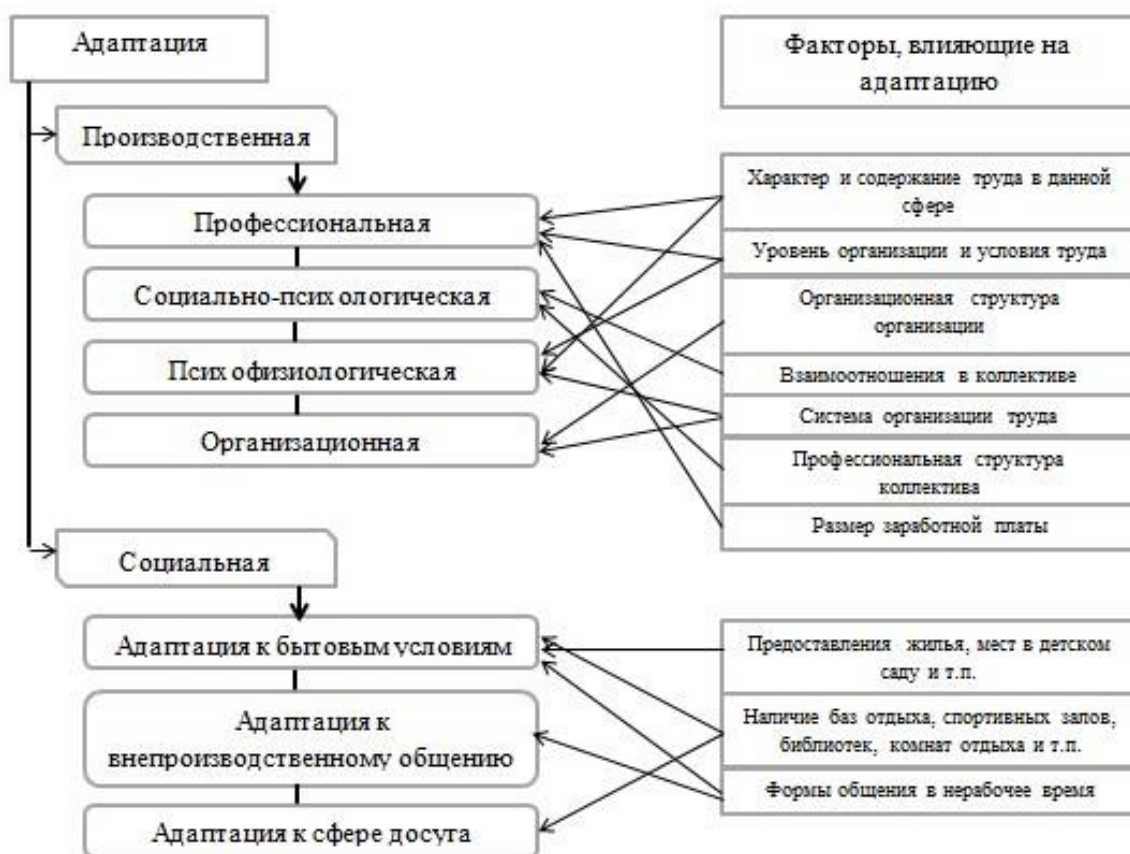 Адаптация
Факторы, влияющие на
адаптацию
Производственная
Профессиональная
Социально-психологическая
Психофизиологическая
Организационная
Характер и содержание труда в данной
сфере
Уровень организации и условия труда
Организационная структура
организации
Взаимоотношения в коллективе
Система организации труда
Профессиональная структура
коллектива
Размер заработной платы
Социальная
Адаптация к бытовым условиям
Адаптация к
внепроизводственному общению
Адаптация к сфере досуга
Предоставления жилья, мест в детском
саду и т.п.
Наличие баз отдыха, спортивных залов,
библиотек, комнат отдыха и т.п.
Формы общения в нерабочее время